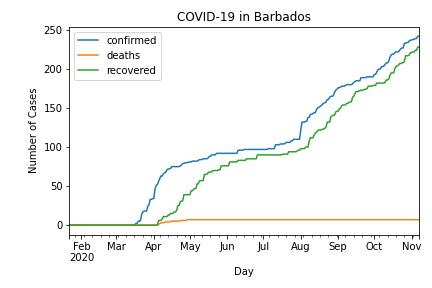 COVID-19 in Barbados
confirmed
deaths
recovered
Number of Cases
250
200
150
100
50
0
Feb Mar Apr May Jun Jul Aug Sep Oct Nov
2020
Day